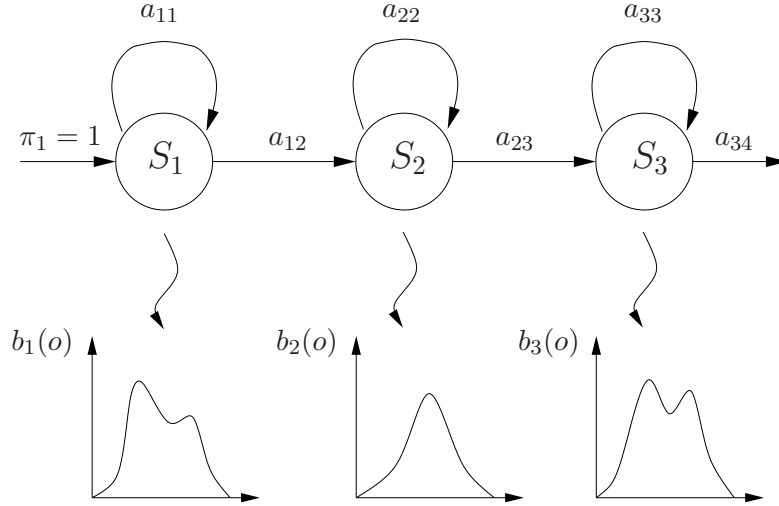 a₁₁ a₂₂ a₃₃
π₁ = 1 S₁ a₁₂ S₂ a₂₃ S₃ a₃₄
b₁(o) b₂(o) b₃(o)